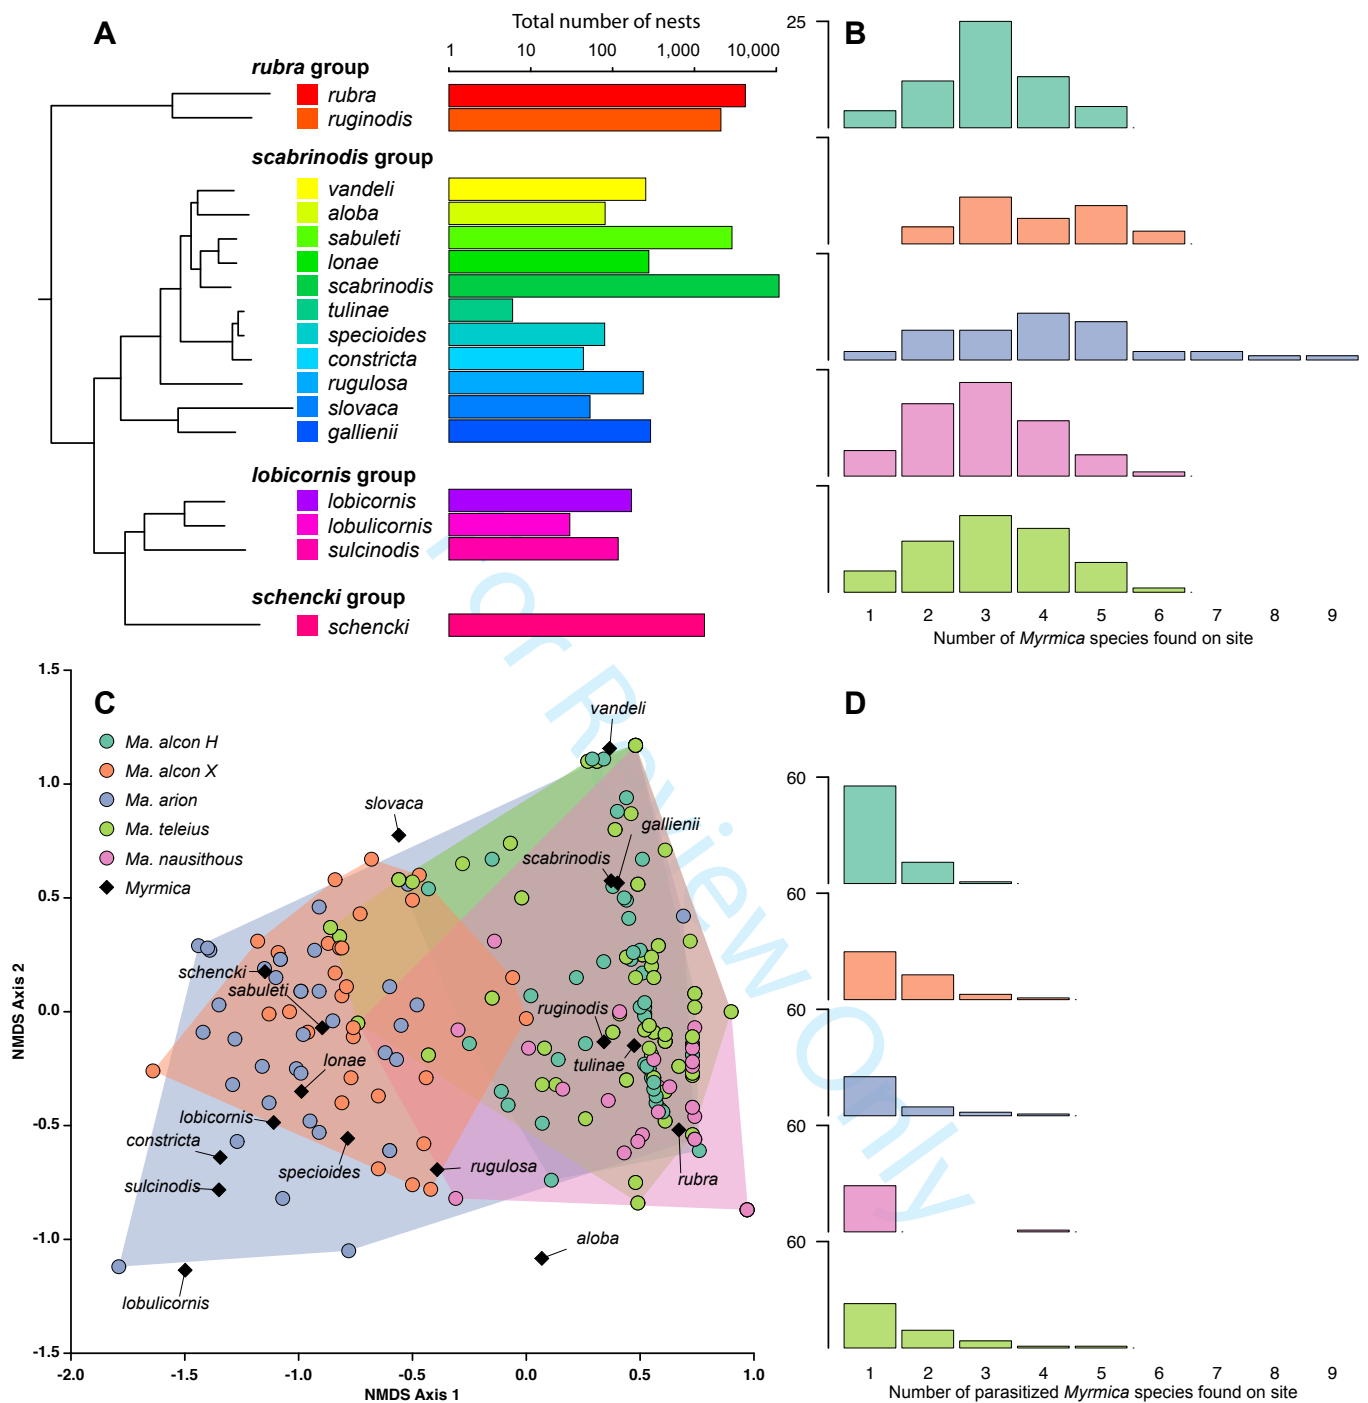 A
Total number of nests
1 10 100 1,000 10,000
rubra group
rubra
ruginodis
scabrinodis group
vandeli
aloba
sabuleti
lonae
scabrinodis
tulinae
specioides
constricta
rugulosa
slovaca
gallienii
lobicornis group
lobicornis
lobulicornis
sulcinodis
schencki group
schencki
B
25
1 2 3 4 5 6 7 8 9
Number of Myrmica species found on site
C
1.5
1.0
0.5
0.0
-0.5
-1.0
-1.5
NMDS Axis 2
Ma. alcon H
Ma. alcon X
Ma. arion
Ma. teleius
Ma. nausithous
Myrmica
vandeli
slovaca
gallienii
scabrinodis
schencki
sabuleti
ruginodis
tulinae
lonae
lobicornis
constricta
specioides
rugulosa
sulcinodis
rubra
aloba
lobulicornis
-2.0 -1.5 -1.0 -0.5 0.0 0.5 1.0
NMDS Axis 1
D
60
60
60
60
60
1 2 3 4 5 6 7 8 9
Number of parasitized Myrmica species found on site
For Review Only